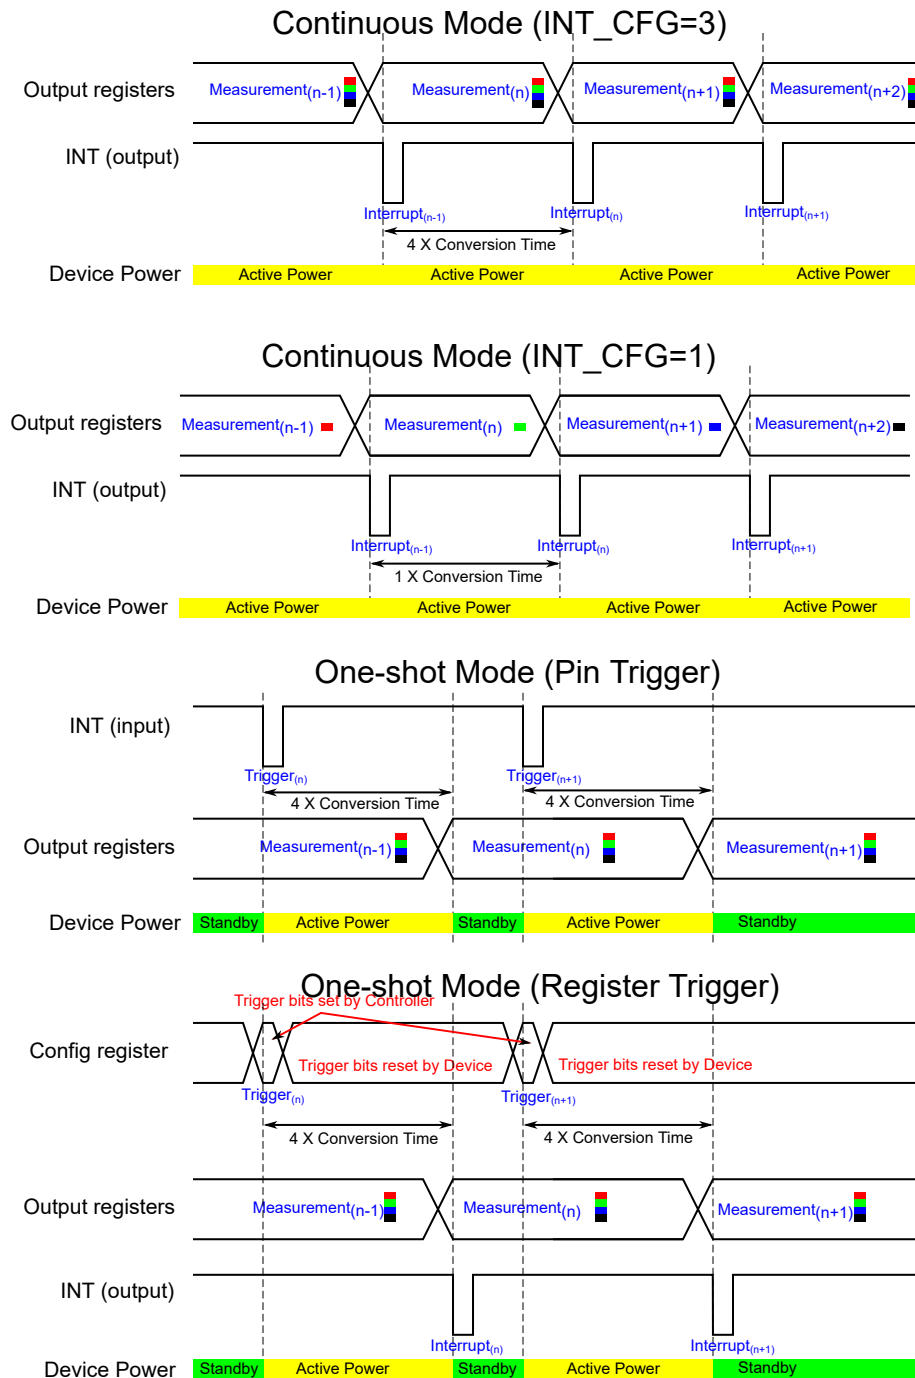 Continuous Mode (INT_CFG=3)
Output registers
Measurement(n-1)
Measurement(n)
Measurement(n+1)
Measurement(n+2)
INT (output)
Interrupt(n-1)
Interrupt(n)
Interrupt(n+1)
4 X Conversion Time
Device Power
Active Power
Active Power
Active Power
Active Power
Continuous Mode (INT_CFG=1)
Output registers
Measurement(n-1)
Measurement(n)
Measurement(n+1)
Measurement(n+2)
INT (output)
Interrupt(n-1)
Interrupt(n)
Interrupt(n+1)
1 X Conversion Time
Device Power
Active Power
Active Power
Active Power
Active Power
One-shot Mode (Pin Trigger)
INT (input)
Trigger(n)
Trigger(n+1)
4 X Conversion Time
4 X Conversion Time
Output registers
Measurement(n-1)
Measurement(n)
Measurement(n+1)
Device Power
Standby
Active Power
Standby
Active Power
Standby
One-shot Mode (Register Trigger)
Trigger bits set by Controller
Config register
Trigger bits reset by Device
Trigger bits reset by Device
Trigger(n)
Trigger(n+1)
4 X Conversion Time
4 X Conversion Time
Output registers
Measurement(n-1)
Measurement(n)
Measurement(n+1)
INT (output)
Interrupt(n)
Interrupt(n+1)
Device Power
Standby
Active Power
Standby
Active Power
Standby